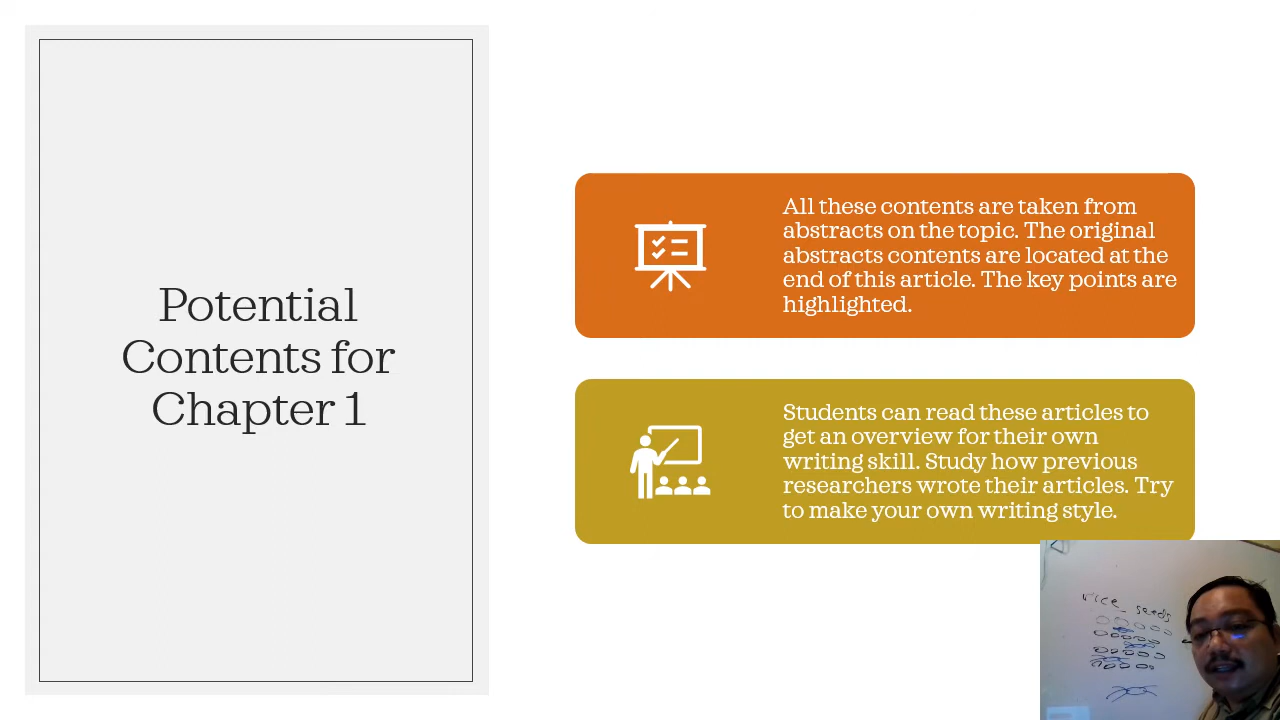 Potential
Contents for
Chapter 1
All these contents are taken from
abstracts on the topic. The original
abstracts contents are located at the
end of this article. The key points are
highlighted.
Students can read these articles to
get an overview for their own
writing skill. Study how previous
researchers wrote their articles. Try
to make your own writing style.
rice seeds